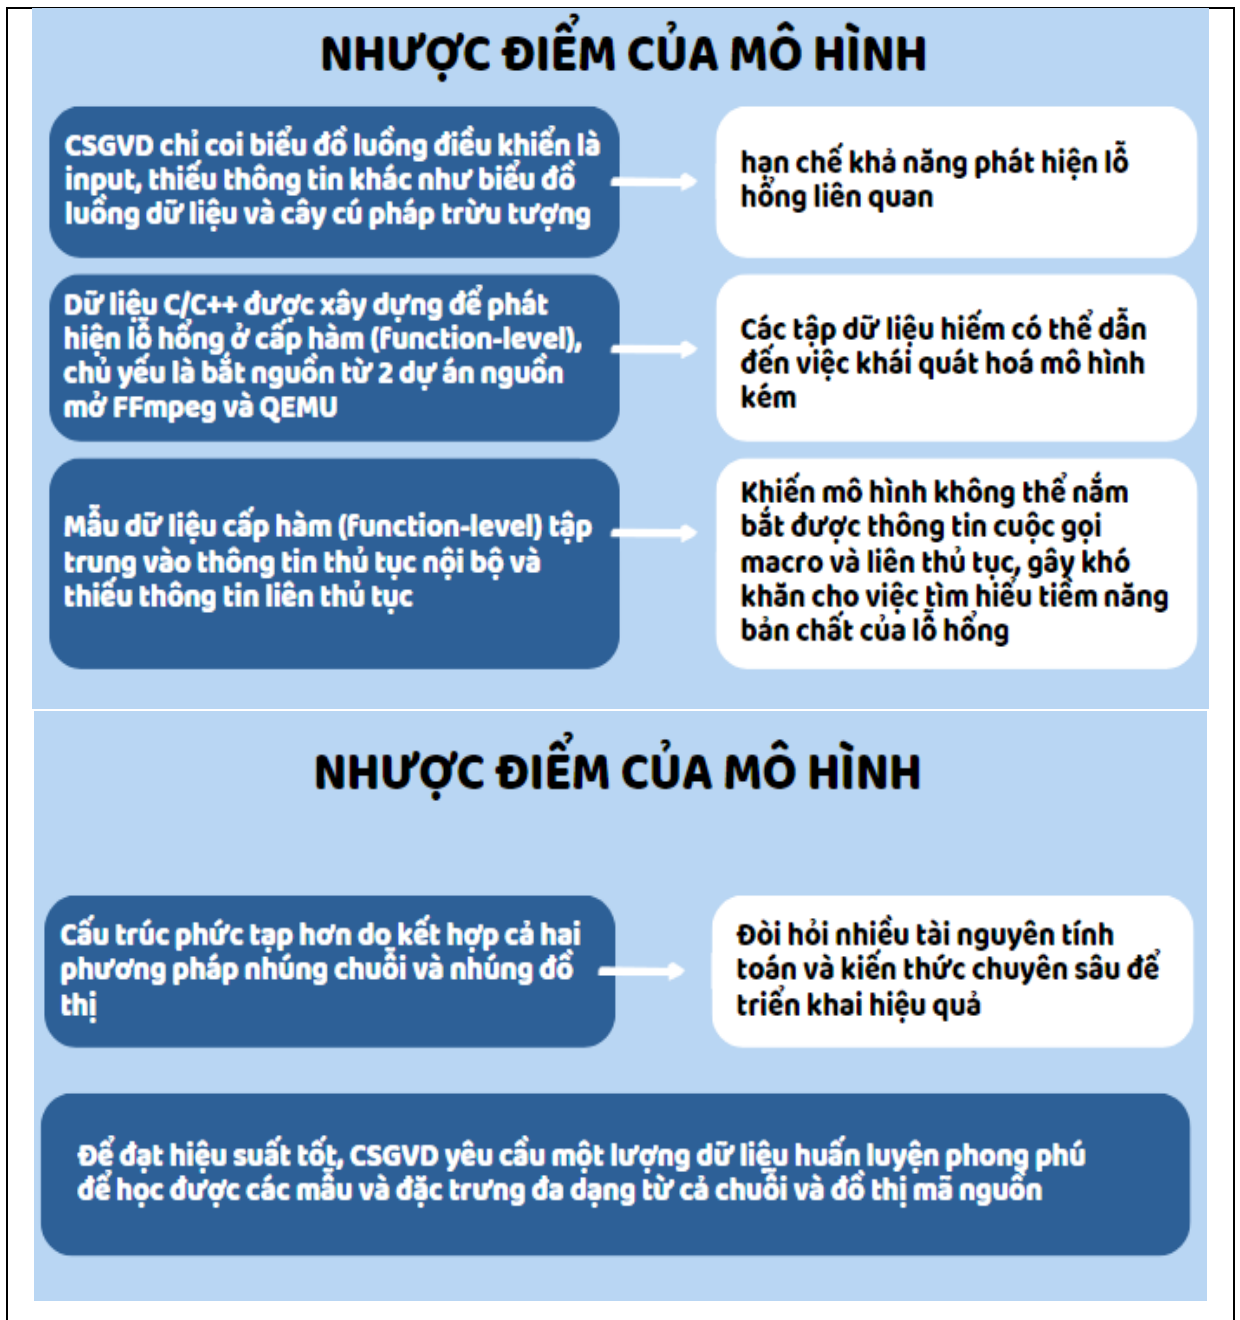 NHƯỢC ĐIỂM CỦA MÔ HÌNH
CSGVD chỉ coi biểu đồ luồng điều khiển là
input, thiếu thông tin khác như biểu đồ
luồng dữ liệu và cây cú pháp trừu tượng
hạn chế khả năng phát hiện lỗ
hổng liên quan
Dữ liệu C/C++ được xây dựng để phát
hiện lỗ hổng ở cấp hàm (Function-level),
chủ yếu là bắt nguồn từ 2 dự án nguồn
mở FFmpeg và QEMU
Các tập dữ liệu hiếm có thể dẫn
đến việc khái quát hoá mô hình
kém
Mẫu dữ liệu cấp hàm (Function-level) tập
trung vào thông tin thủ tục nội bộ và
thiếu thông tin liên thủ tục
Khiến mô hình không thể nắm
bắt được thông tin cuộc gọi
macro và liên thủ tục, gây khó
khăn cho việc tìm hiểu tiềm năng
bản chất của lỗ hổng
NHƯỢC ĐIỂM CỦA MÔ HÌNH
Cấu trúc phức tạp hơn do kết hợp cả hai
phương pháp nhúng chuỗi và nhúng đồ
thị
Đòi hỏi nhiều tài nguyên tính
toán và kiến thức chuyên sâu để
triển khai hiệu quả
Để đạt hiệu suất tốt, CSGVD yêu cầu một lượng dữ liệu huấn luyện phong phú
để học được các mẫu và đặc trưng đa dạng từ cả chuỗi và đồ thị mã nguồn